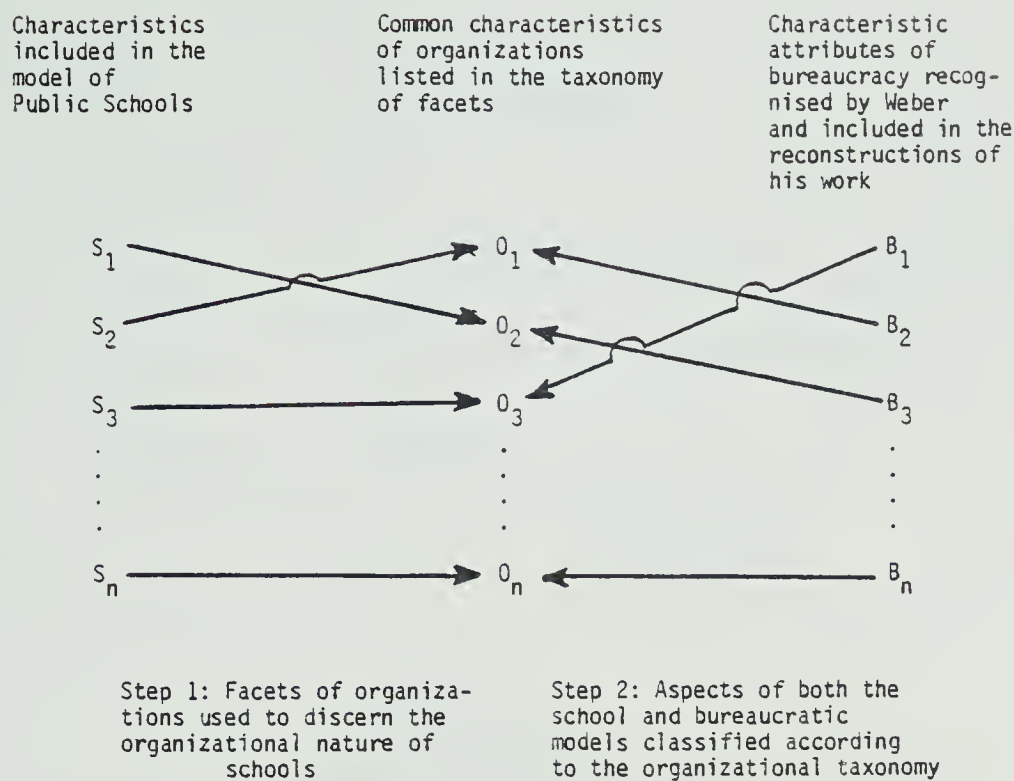 Characteristics
included in the
model of
Public Schools
Common characteristics
of organizations
listed in the taxonomy
of facets
Characteristic
attributes of
bureaucracy recog-
nised by Weber
and included in the
reconstructions of
his work
S1 O1 B1
S2 O2 B2
S3 O3 B3
Sn On Bn
Step 1: Facets of organiza-
tions used to discern the
organizational nature of
schools
Step 2: Aspects of both the
school and bureaucratic
models classified according
to the organizational taxonomy